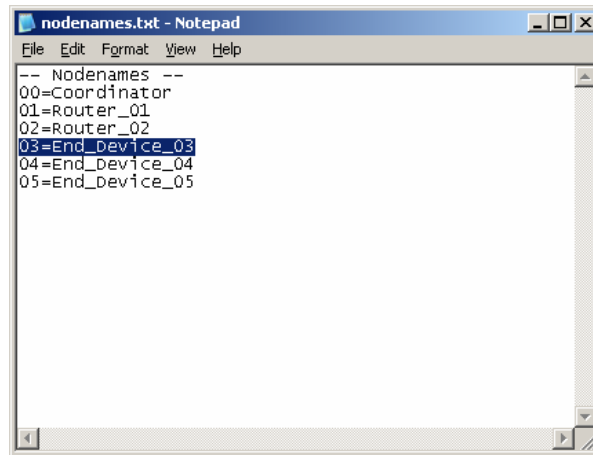 nodenames.txt - Notepad
File Edit Format View Help
-- Nodenames --
00=Coordinator
01=Router_01
02=Router_02
03=End_Device_03
04=End_Device_04
05=End_Device_05